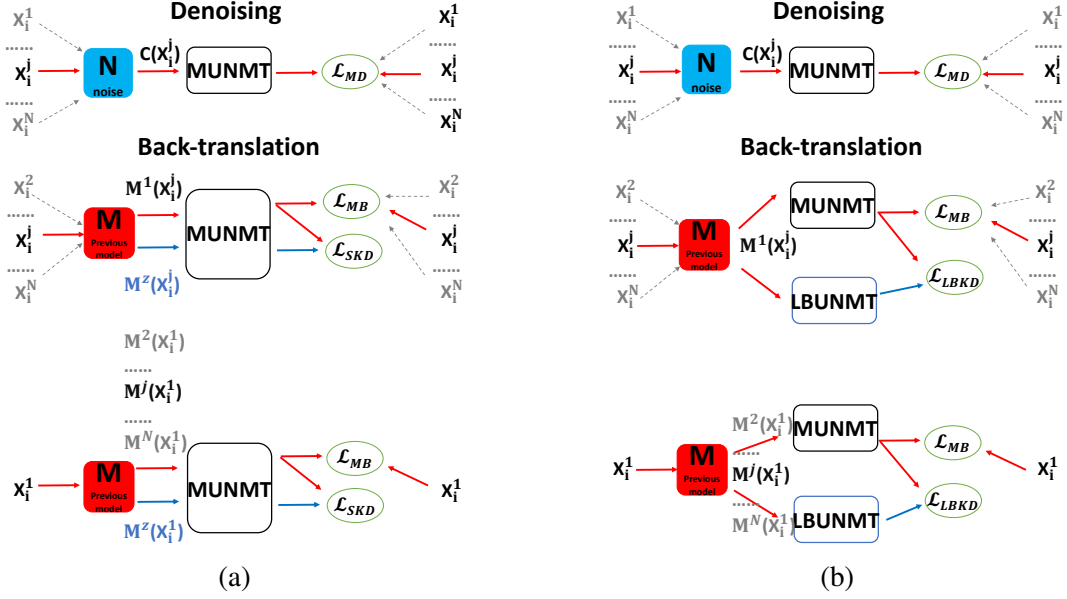 Denoising
X_i^1
......
X_i^j
......
X_i^N
N
noise
C(X_i^j)
MUNMT
ℒ_MD
X_i^1
......
X_i^j
......
X_i^N
Back-translation
X_i^2
......
X_i^j
......
X_i^N
M
Previous model
M^1(X_i^j)
M^z(X_i^j)
MUNMT
ℒ_MB
ℒ_SKD
X_i^2
......
X_i^j
......
X_i^N
M^2(X_i^1)
......
M^j(X_i^1)
......
M^N(X_i^1)
X_i^1
M
Previous model
M^z(X_i^1)
MUNMT
ℒ_MB
ℒ_SKD
X_i^1
(a)
Denoising
X_i^1
......
X_i^j
......
X_i^N
N
noise
C(X_i^j)
MUNMT
ℒ_MD
X_i^1
......
X_i^j
......
X_i^N
Back-translation
X_i^2
......
X_i^j
......
X_i^N
M
Previous model
M^1(X_i^j)
MUNMT
LBUNMT
ℒ_MB
ℒ_LBKD
X_i^2
......
X_i^j
......
X_i^N
X_i^1
M
Previous model
M^2(X_i^1)
......
M^j(X_i^1)
......
M^N(X_i^1)
MUNMT
LBUNMT
ℒ_MB
ℒ_LBKD
X_i^1
(b)